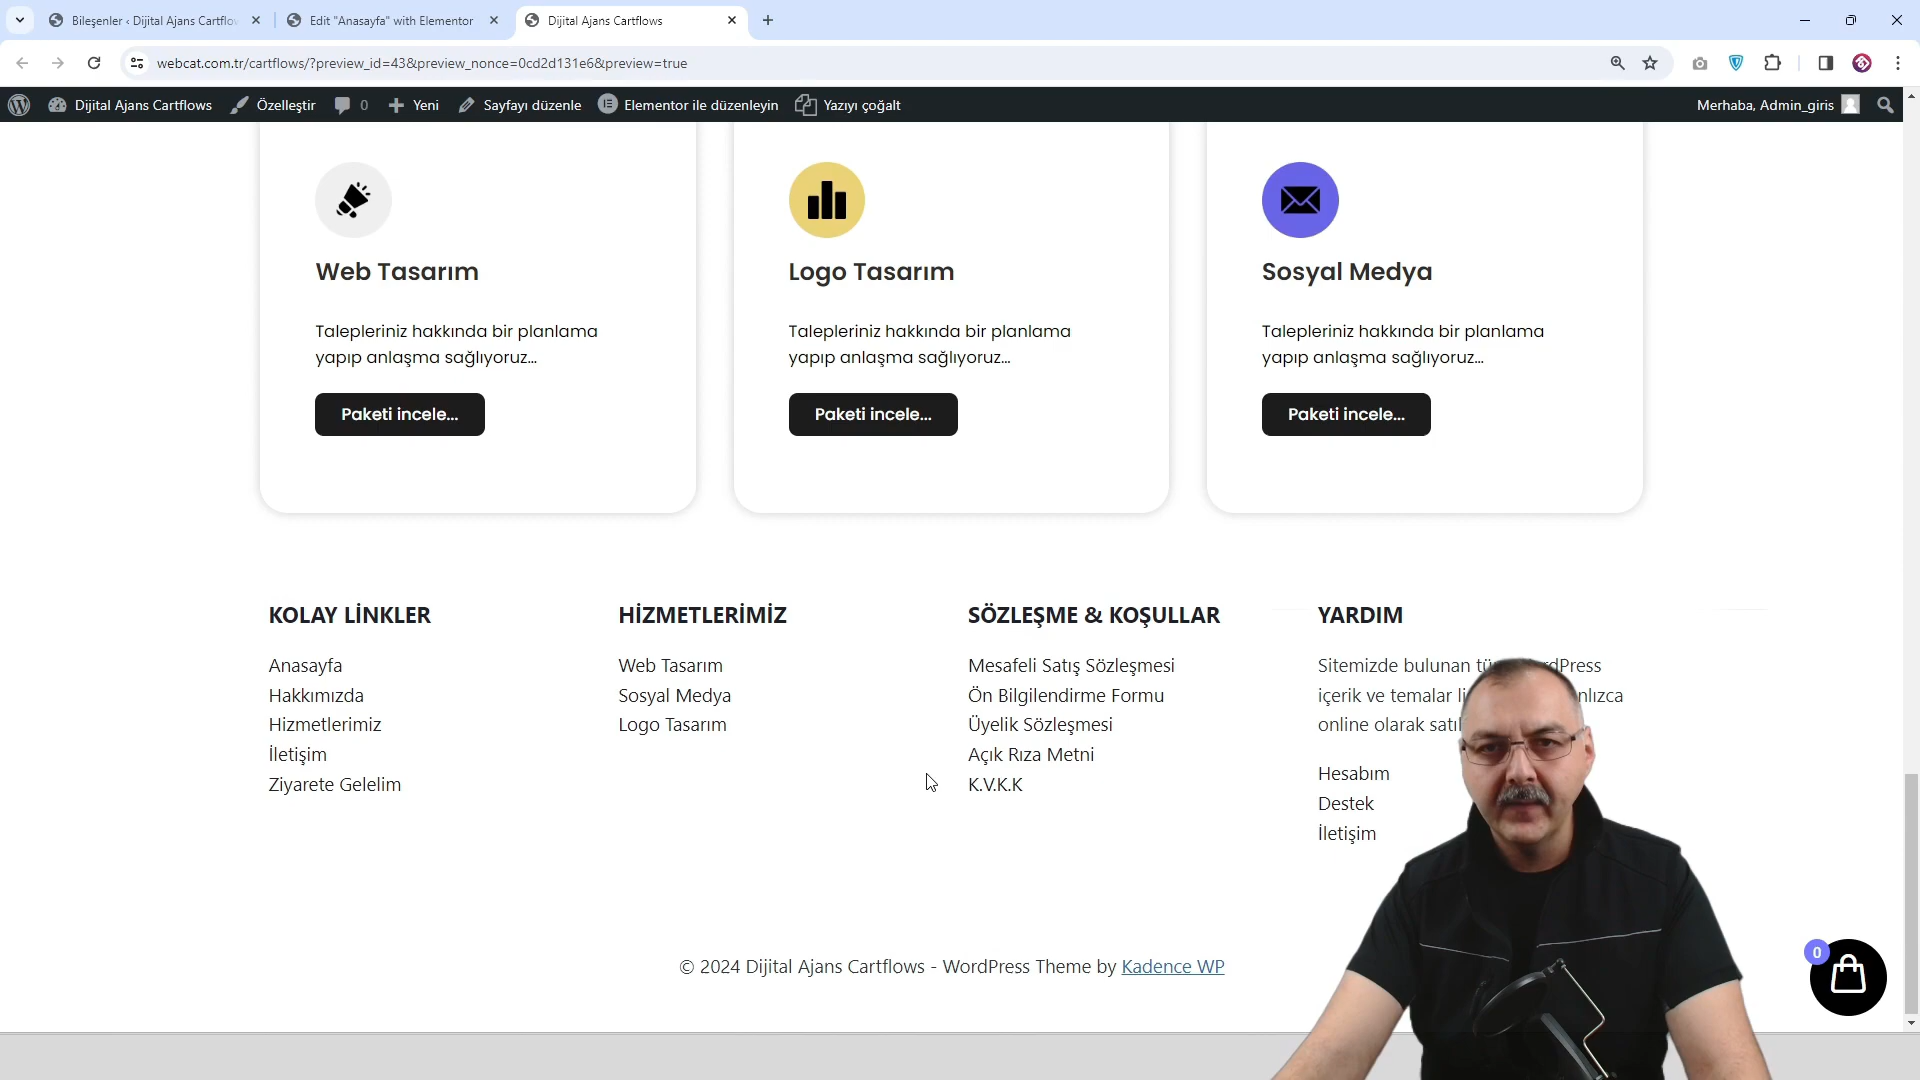 Bileşenler ‹ Dijital Ajans Cartflo
Edit "Anasayfa" with Elementor
Dijital Ajans Cartflows
webcat.com.tr/cartflows/?preview_id=43&preview_nonce=0cd2d131e6&preview=true
Dijital Ajans Cartflows
Özelleştir
0
Yeni
Sayfayı düzenle
Elementor ile düzenleyin
Yazıyı çoğalt
Merhaba, Admin_giris
Web Tasarım
Talepleriniz hakkında bir planlama
yapıp anlaşma sağlıyoruz...
Paketi incele...
Logo Tasarım
Talepleriniz hakkında bir planlama
yapıp anlaşma sağlıyoruz...
Paketi incele...
Sosyal Medya
Talepleriniz hakkında bir planlama
yapıp anlaşma sağlıyoruz...
Paketi incele...
KOLAY LİNKLER
Anasayfa
Hakkımızda
Hizmetlerimiz
İletişim
Ziyarete Gelelim
HİZMETLERİMİZ
Web Tasarım
Sosyal Medya
Logo Tasarım
SÖZLEŞME & KOŞULLAR
Mesafeli Satış Sözleşmesi
Ön Bilgilendirme Formu
Üyelik Sözleşmesi
Açık Rıza Metni
K.V.K.K
YARDIM
Sitemizde bulunan
içerik ve temalar
online olarak
Hesabım
Destek
İletişim
© 2024 Dijital Ajans Cartflows - WordPress Theme by Kadence WP
0